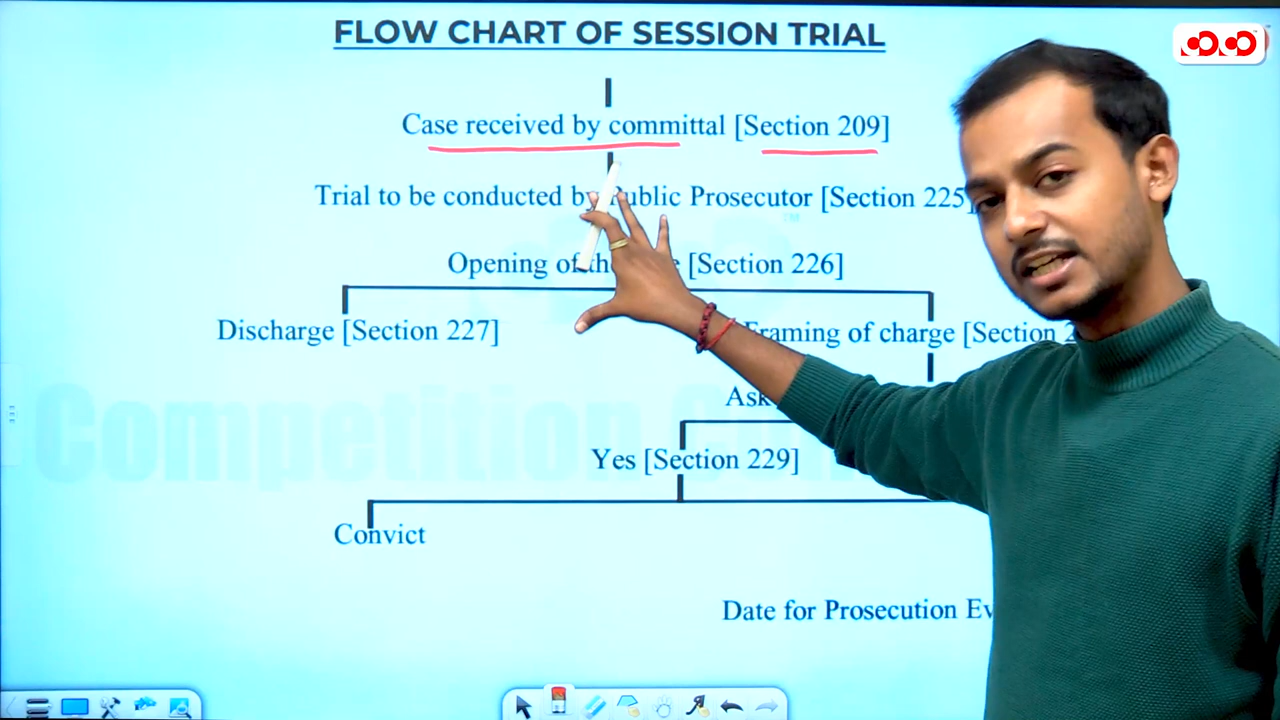 FLOW CHART OF SESSION TRIAL
Case received by committal [Section 209]
Trial to be conducted by Public Prosecutor [Section 225]
Opening of the [Section 226]
Discharge [Section 227]
Framing of charge [Section
Ask
Yes [Section 229]
Convict
Date for Prosecution
Competition